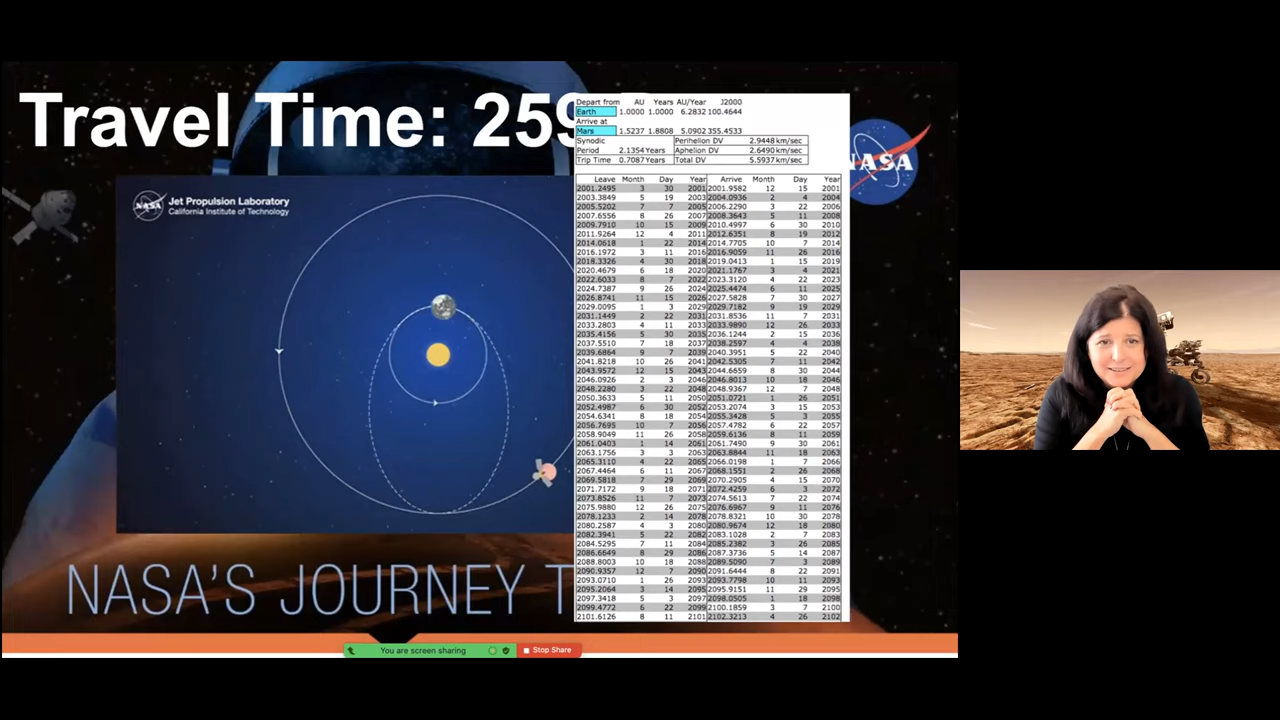 Travel Time: 259
Jet Propulsion Laboratory
California Institute of Technology
NASA
NASA
NASA'S JOURNEY T
Depart from AU Years AU/Year J2000
Earth 1.0000 1.0000 6.2832 100.4644
Arrive at
Mars 1.5237 1.8808 5.0902 355.4533
Synodic Perihelion DV 2.9448 km/sec
Period 2.1354 Years Aphelion DV 2.6490 km/sec
Trip Time 0.7087 Years Total DV 5.5937 km/sec
Leave Month Day Year Arrive Month Day Year
2001.2495 3 30 2001 2001.9582 12 15 2001
2003.3849 5 19 2003 2004.0936 2 4 2004
2005.5202 7 7 2005 2006.2290 3 22 2006
2007.6556 8 26 2007 2008.3643 5 11 2008
2009.7910 10 15 2009 2010.4997 6 30 2010
2011.9264 12 4 2011 2012.6351 8 19 2012
2014.0618 1 22 2014 2014.7705 10 7 2014
2016.1972 3 11 2016 2016.9059 11 26 2016
2018.3326 4 30 2018 2019.0413 1 15 2019
2020.4679 6 18 2020 2021.1767 3 4 2021
2022.6033 8 7 2022 2023.3120 4 22 2023
2024.7387 9 26 2024 2025.4474 6 11 2025
2026.8741 11 15 2026 2027.5828 7 30 2027
2029.0095 1 3 2029 2029.7182 9 19 2029
2031.1449 2 22 2031 2031.8536 11 7 2031
2033.2803 4 11 2033 2033.9890 12 26 2033
2035.4156 5 30 2035 2036.1244 2 15 2036
2037.5510 7 18 2037 2038.2597 4 4 2038
2039.6864 9 7 2039 2040.3951 5 22 2040
2041.8218 10 26 2041 2042.5305 7 11 2042
2043.9572 12 15 2043 2044.6659 8 30 2044
2046.0926 2 3 2046 2046.8013 10 18 2046
2048.2280 3 22 2048 2048.9367 12 7 2048
2050.3633 5 11 2050 2051.0721 1 26 2051
2052.4987 6 30 2052 2053.2074 3 15 2053
2054.6341 8 18 2054 2055.3428 5 3 2055
2056.7695 10 7 2056 2057.4782 6 22 2057
2058.9049 11 26 2058 2059.6136 8 11 2059
2061.0403 1 14 2061 2061.7490 9 30 2061
2063.1756 3 3 2063 2063.8844 11 18 2063
2065.3110 4 22 2065 2066.0198 1 7 2066
2067.4464 6 11 2067 2068.1551 2 26 2068
2069.5818 7 29 2069 2070.2905 4 15 2070
2071.7172 9 18 2071 2072.4259 6 3 2072
2073.8526 11 7 2073 2074.5613 7 22 2074
2075.9880 12 26 2075 2076.6967 9 11 2076
2078.1233 2 14 2078 2078.8321 10 30 2078
2080.2587 4 3 2080 2080.9674 12 18 2080
2082.3941 5 22 2082 2083.1028 2 7 2083
2084.5295 7 11 2084 2085.2382 3 26 2085
2086.6649 8 29 2086 2087.3736 5 14 2087
2088.8003 10 18 2088 2089.5090 7 3 2089
2090.9357 12 7 2090 2091.6444 8 22 2091
2093.0710 1 26 2093 2093.7798 10 11 2093
2095.2064 3 14 2095 2095.9151 11 29 2095
2097.3418 5 3 2097 2098.0505 1 18 2098
2099.4772 6 22 2099 2100.1859 3 7 2100
2101.6126 8 11 2101 2102.3213 4 26 2102
You are screen sharing Stop Share